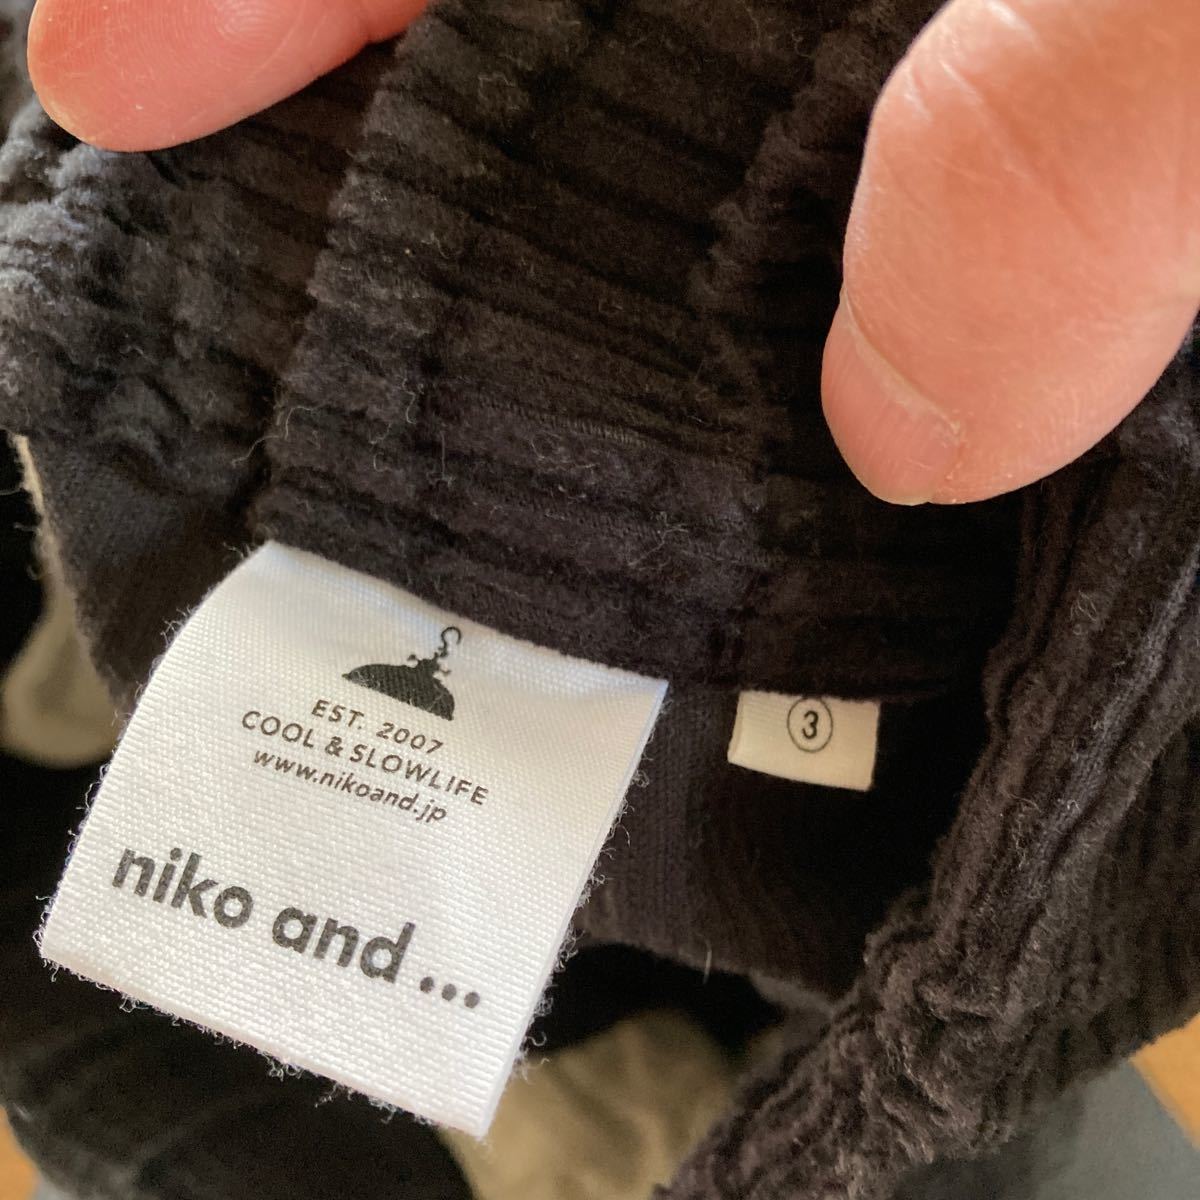 EST. 2007
COOL & SLOWLIFE
www.nikoand.jp
niko and ...
③